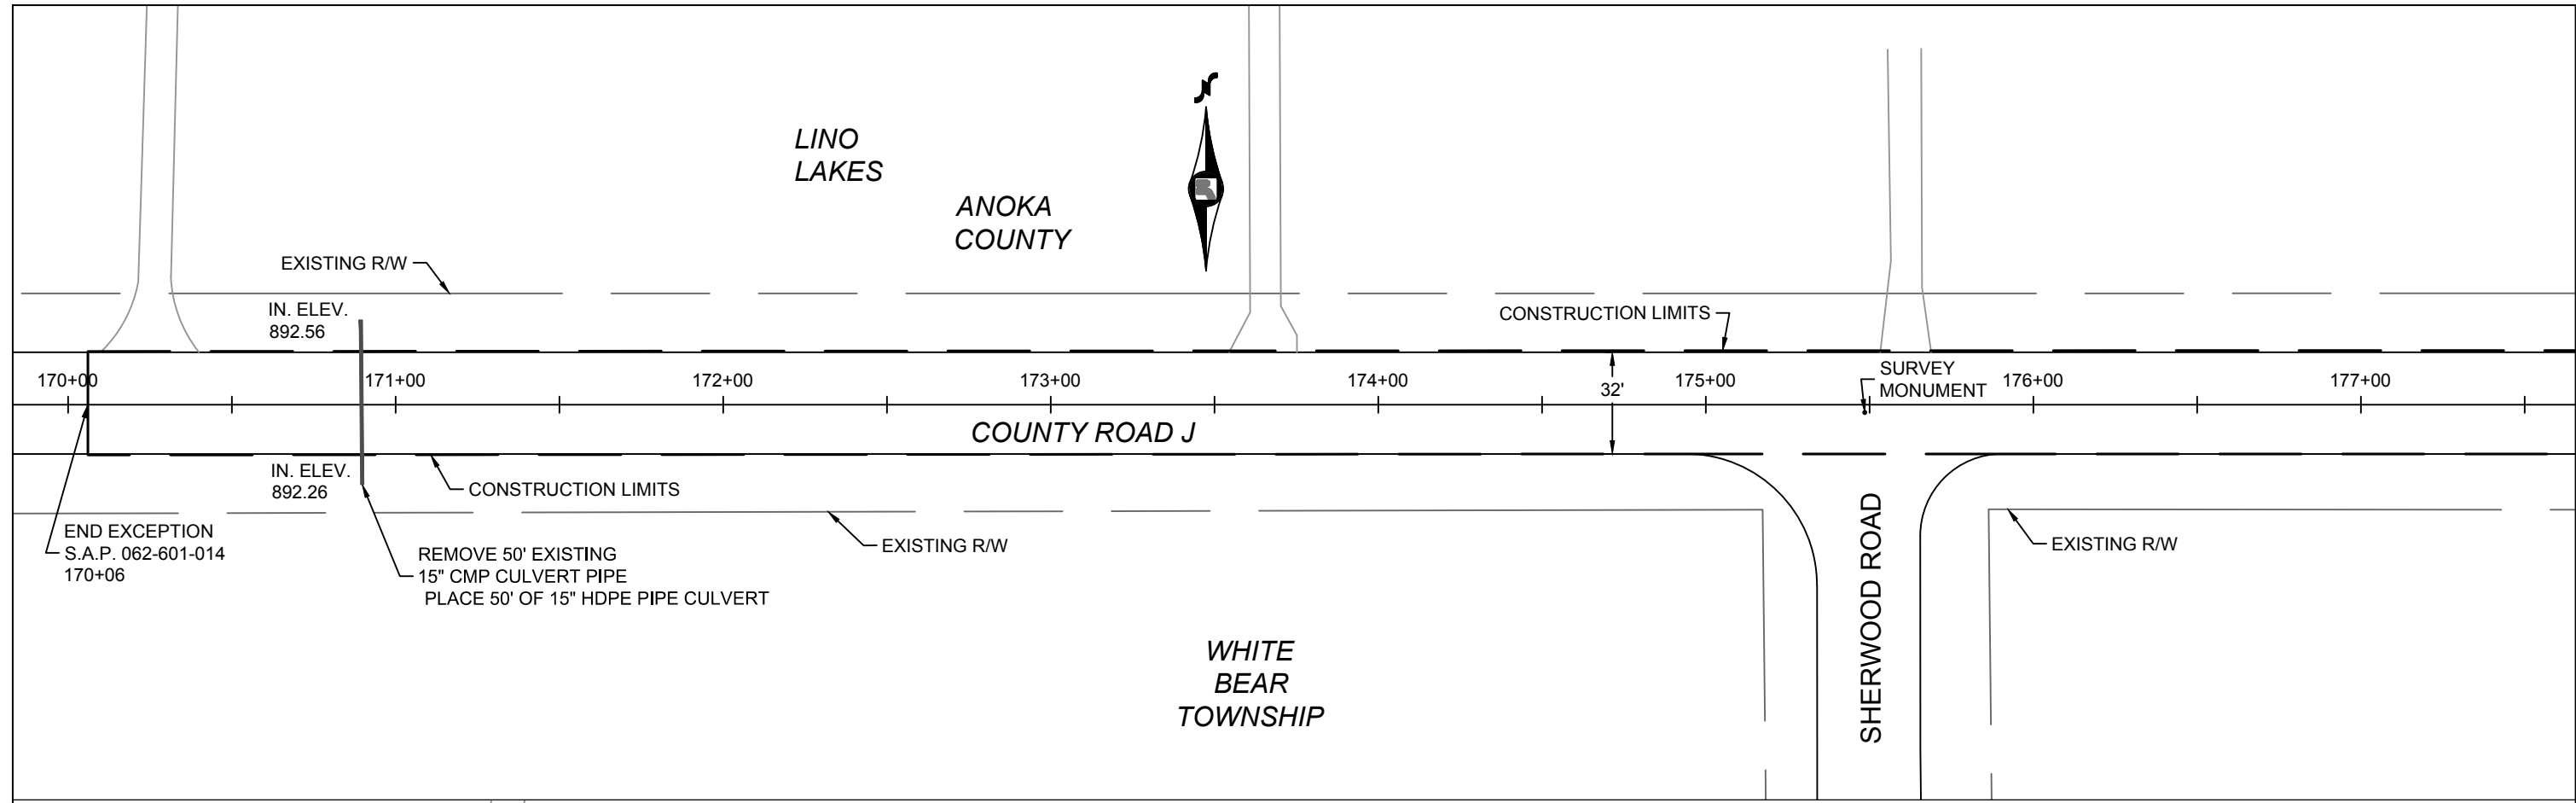 LINO
LAKES
N
ANOKA
COUNTY
EXISTING R/W
IN. ELEV.
892.56
CONSTRUCTION LIMITS
170+00
171+00
172+00
173+00
174+00
32'
175+00
SURVEY
MONUMENT
176+00
177+00
COUNTY ROAD J
IN. ELEV.
892.26
CONSTRUCTION LIMITS
END EXCEPTION
S.A.P. 062-601-014
170+06
REMOVE 50' EXISTING
15" CMP CULVERT PIPE
PLACE 50' OF 15" HDPE PIPE CULVERT
EXISTING R/W
SHERWOOD ROAD
EXISTING R/W
WHITE
BEAR
TOWNSHIP